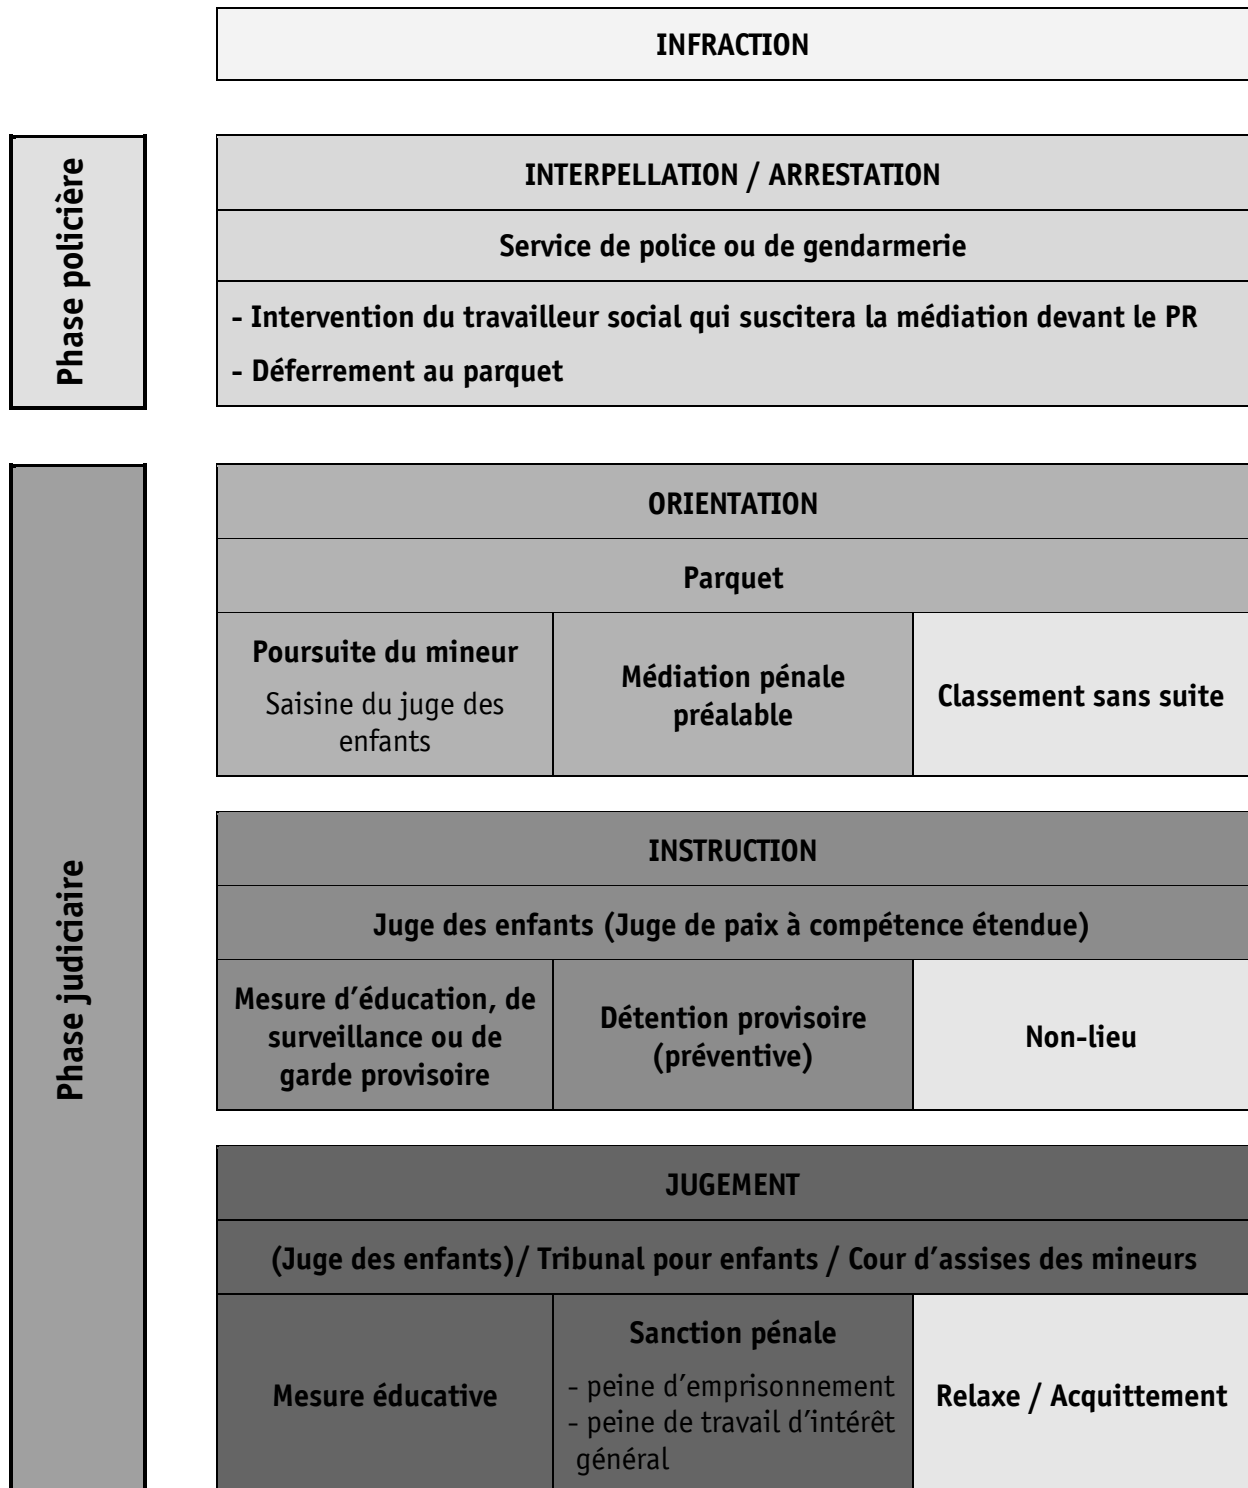 INFRACTION
Phase policière
INTERPELLATION / ARRESTATION
Service de police ou de gendarmerie
- Intervention du travailleur social qui suscitera la médiation devant le PR
- Déferrement au parquet
Phase judiciaire
ORIENTATION
Parquet
Poursuite du mineur
Saisine du juge des
enfants
Médiation pénale
préalable
Classement sans suite
INSTRUCTION
Juge des enfants (Juge de paix à compétence étendue)
Mesure d'éducation, de
surveillance ou de
garde provisoire
Détention provisoire
(préventive)
Non-lieu
JUGEMENT
(Juge des enfants)/ Tribunal pour enfants / Cour d'assises des mineurs
Mesure éducative
Sanction pénale
- peine d'emprisonnement
- peine de travail d'intérêt
général
Relaxe / Acquittement